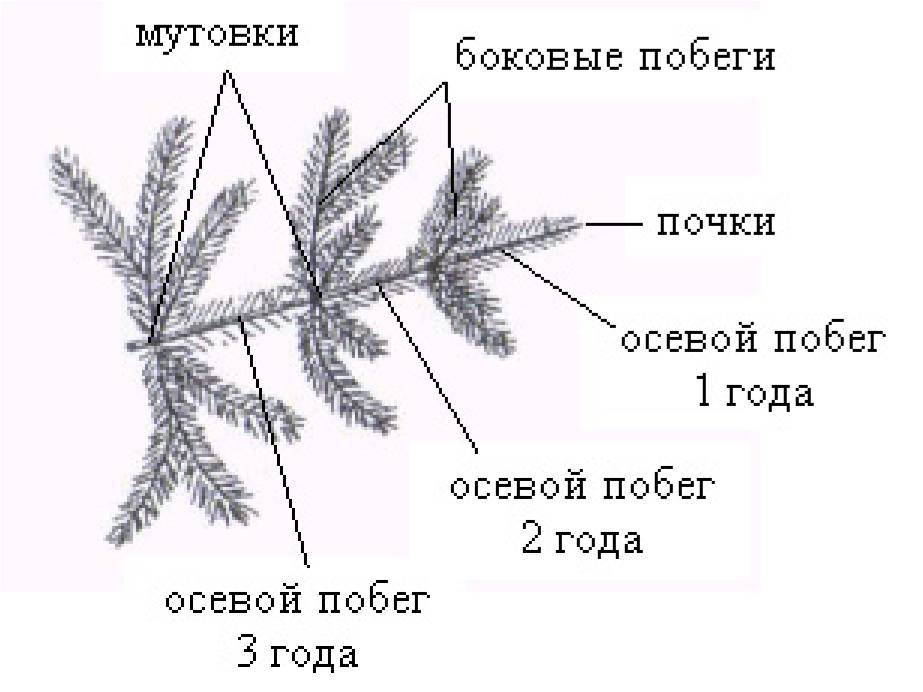 мутовки
боковые побеги
почки
осевой побег
1 года
осевой побег
2 года
осевой побег
3 года